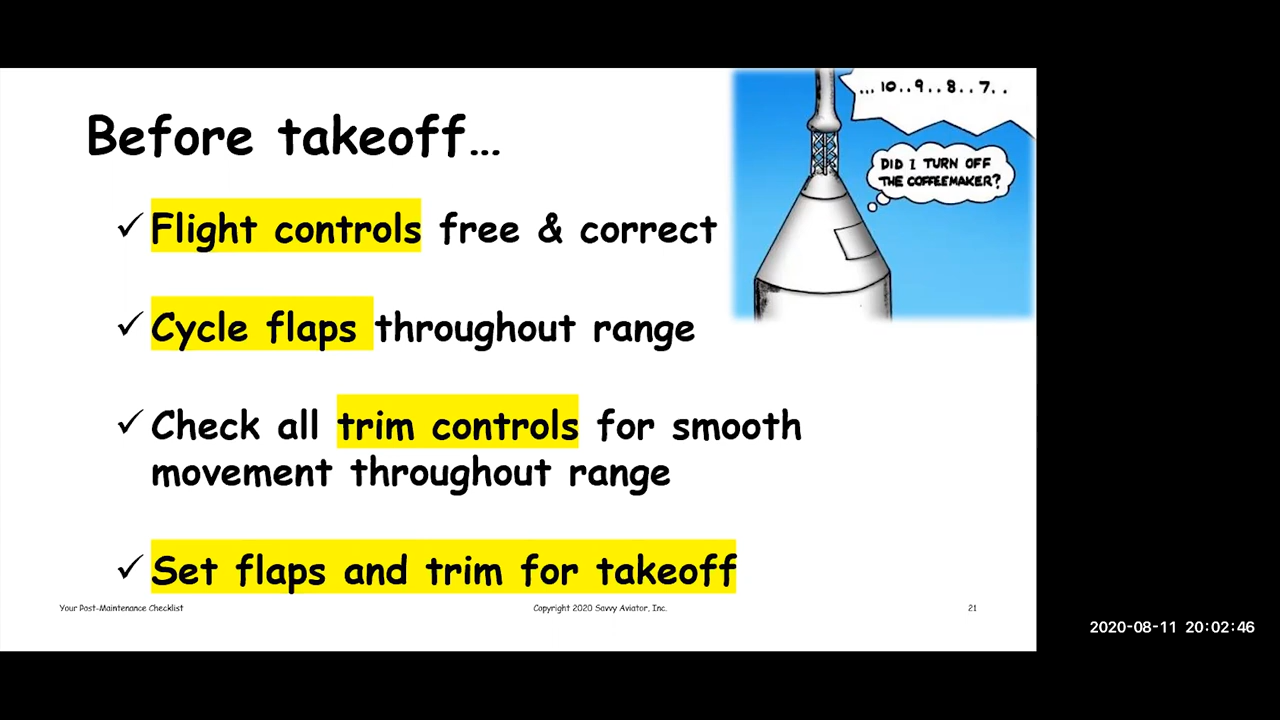 Before takeoff...
... 10..9..8..7..
DID I TURN OFF
THE COFFEEMAKER?
✓ Flight controls free & correct
✓ Cycle flaps throughout range
✓ Check all trim controls for smooth
movement throughout range
✓ Set flaps and trim for takeoff
Your Post-Maintenance Checklist
Copyright 2020 Savvy Aviator, Inc.
21
2020-08-11 20:02:46